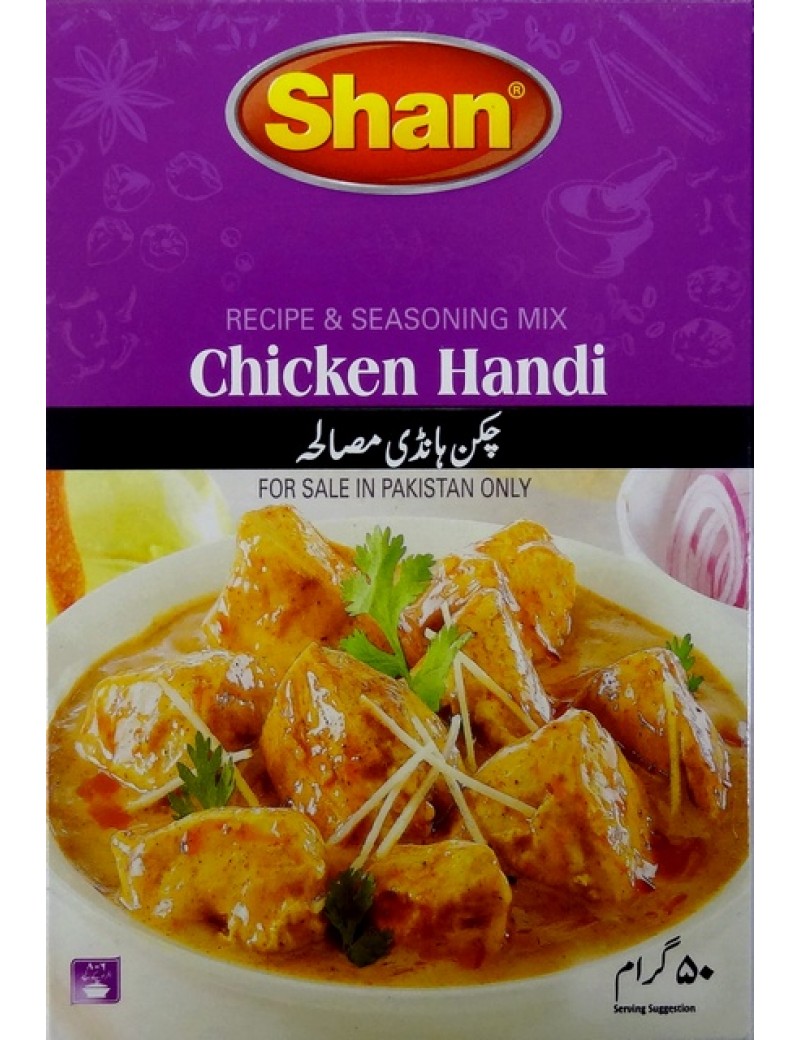 Shan®
RECIPE & SEASONING MIX
Chicken Handi
چکن ہانڈی مصالحہ
FOR SALE IN PAKISTAN ONLY
۵۰ گرام
Serving Suggestion